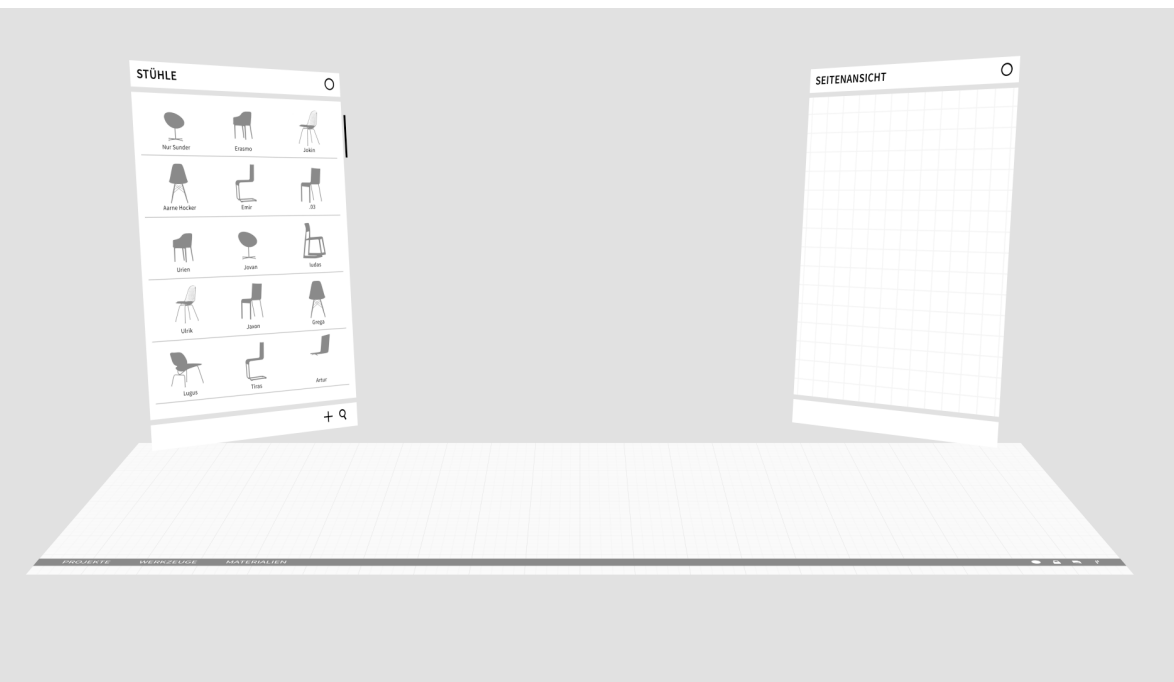 STÜHLE
Nur Sunder Erasmo Jokin
Aarne Hocker Emir Jiǐ
Urien Jovan Iudas
Ulrik Javon Grega
Lugus Tiras Artur
SEITENANSICHT
PROJEKTE WERKZEUGE MATERIALIEN